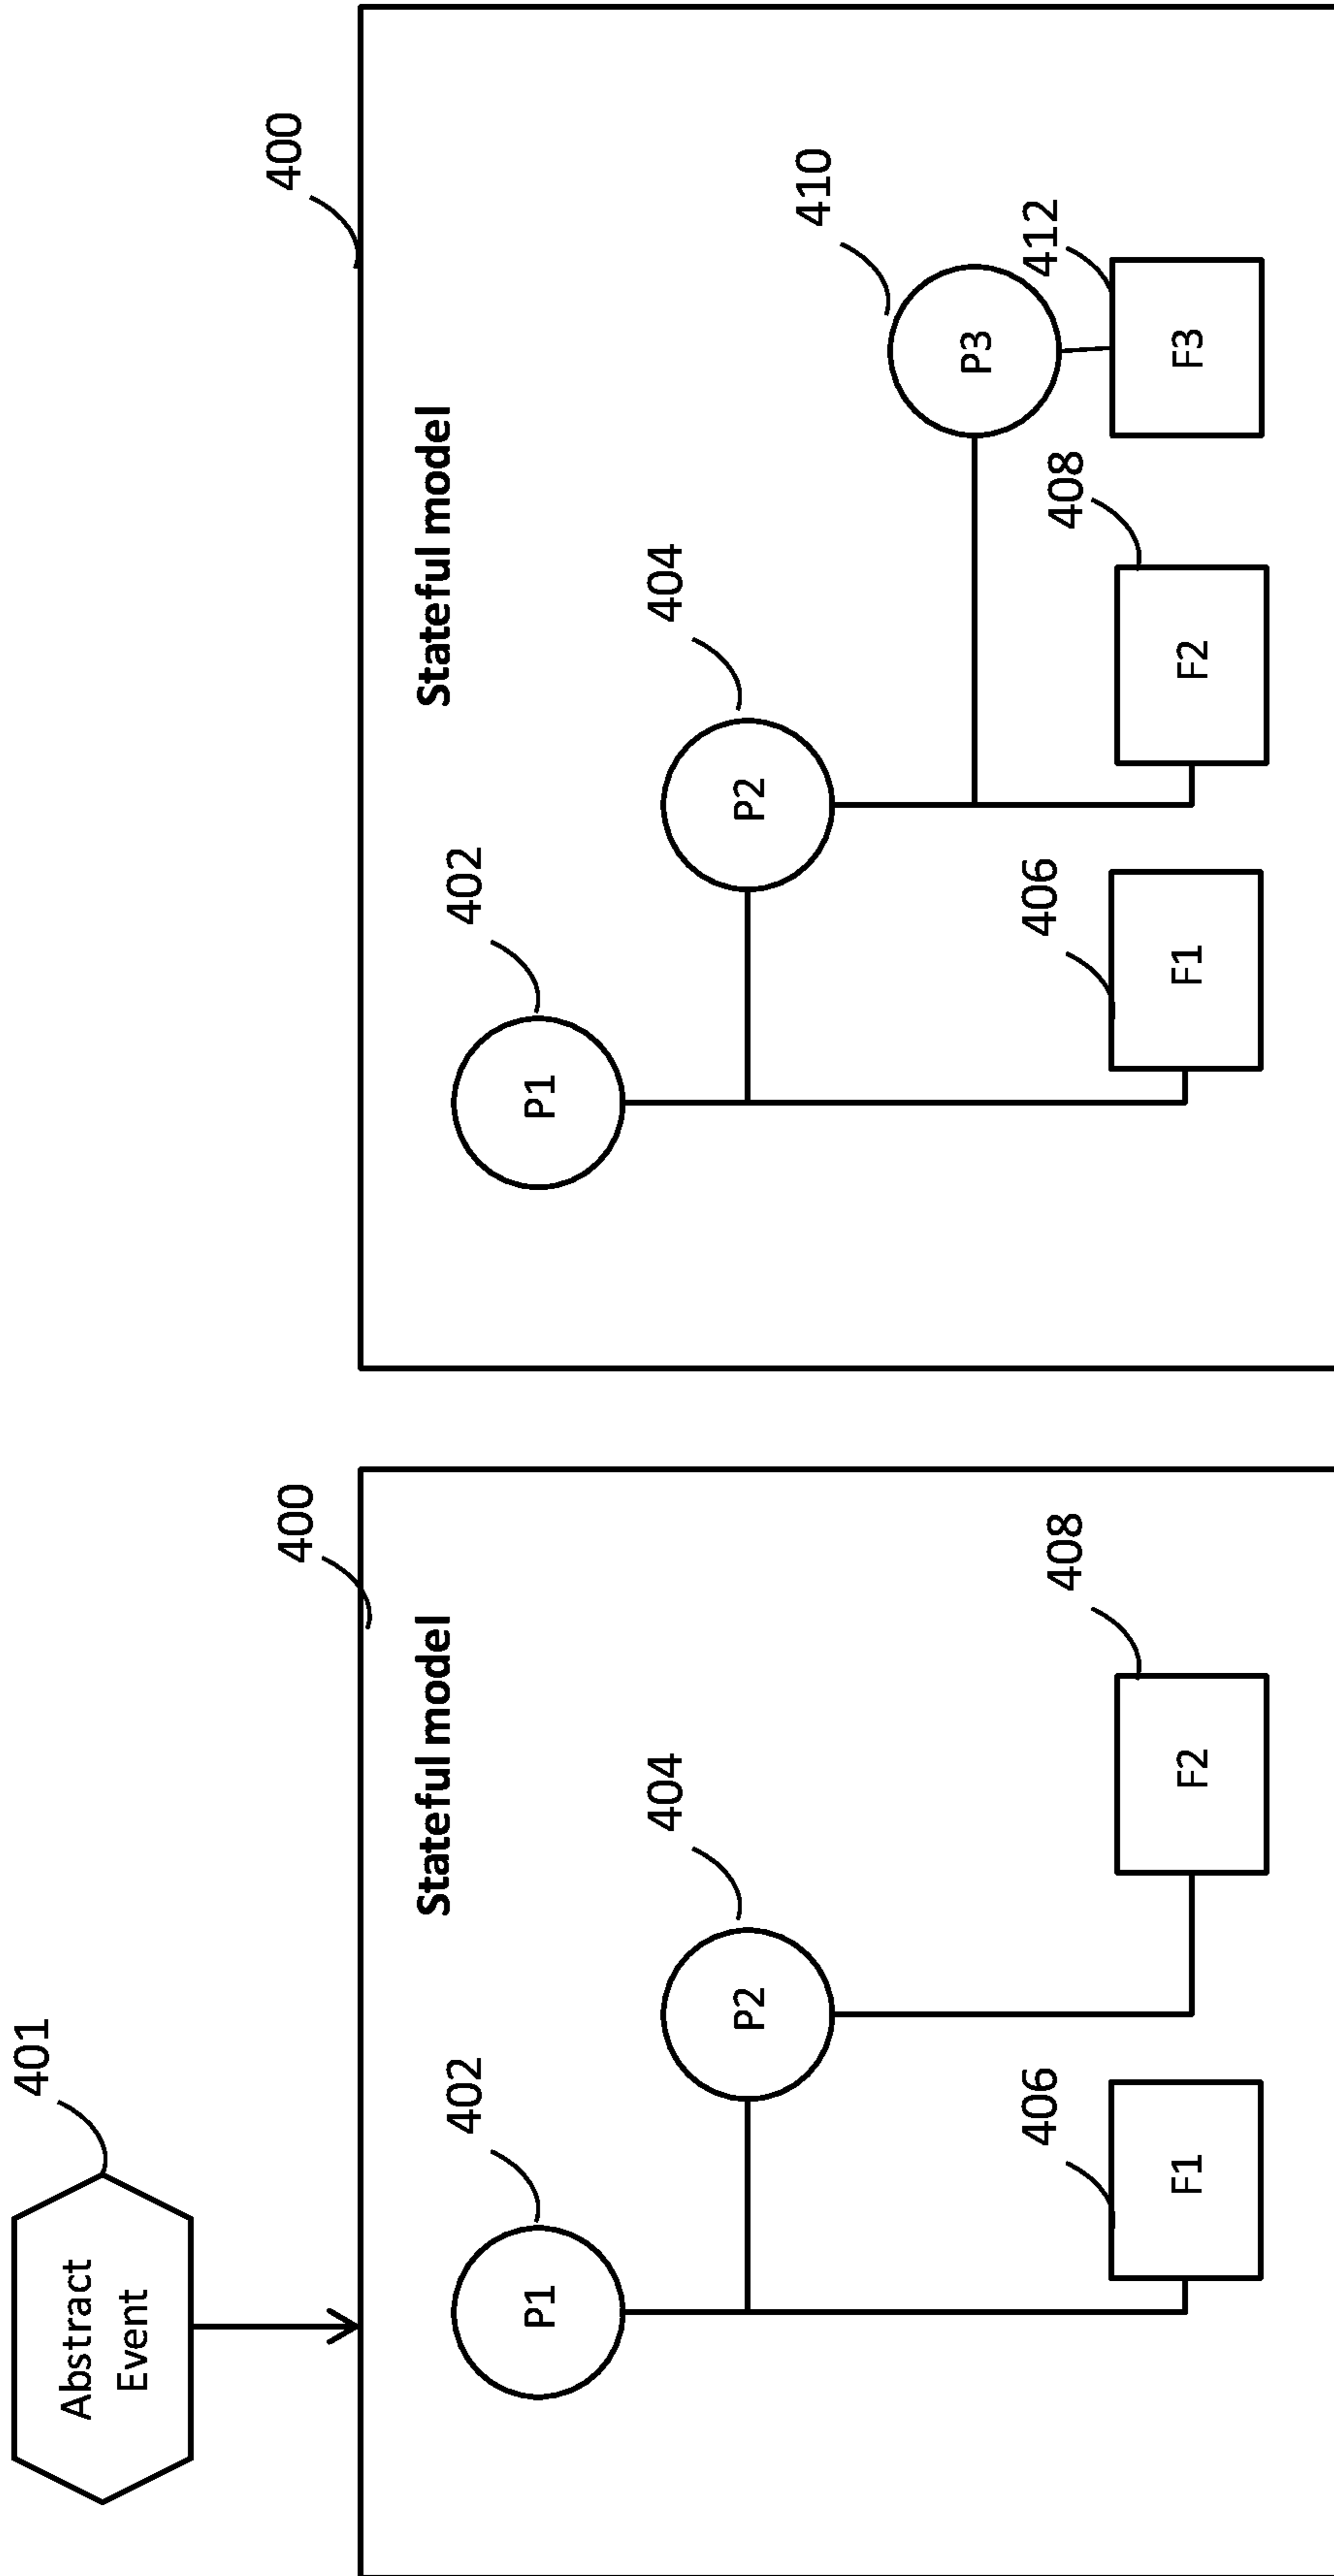 401
Abstract
Event
400
Stateful model
402
P1
404
P2
406
F1
408
F2
400
Stateful model
402
P1
404
P2
410
P3
406
F1
408
F2
412
F3